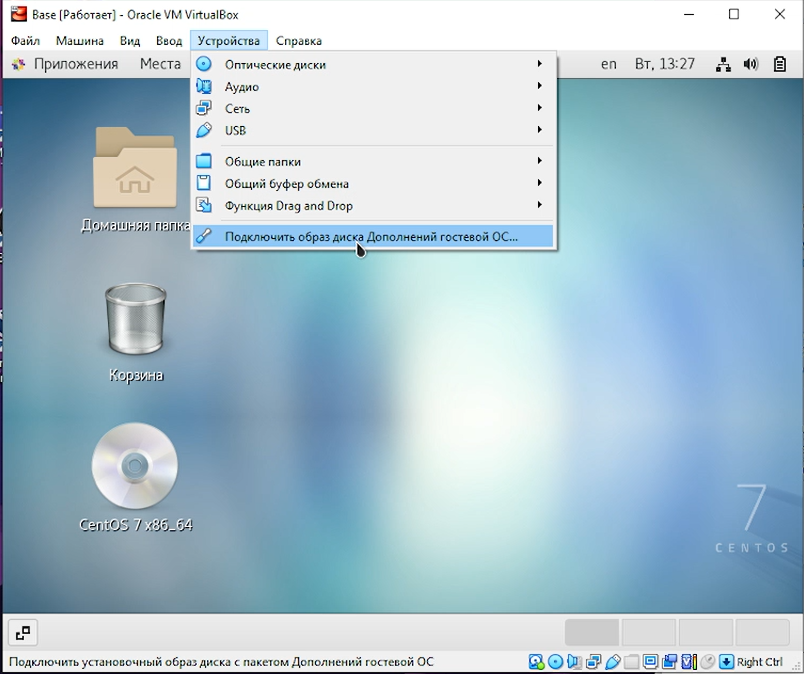 Base [Работает] - Oracle VM VirtualBox
Файл Машина Вид Ввод Устройства Справка
Приложения Места en Вт, 13:27
Оптические диски
Аудио
Сеть
USB
Общие папки
Общий буфер обмена
Функция Drag and Drop
Подключить образ диска Дополнений гостевой ОС...
Домашняя папка
Корзина
CentOS 7 x86_64
7
CENTOS
Подключить установочный образ диска с пакетом Дополнений гостевой ОС Right Ctrl